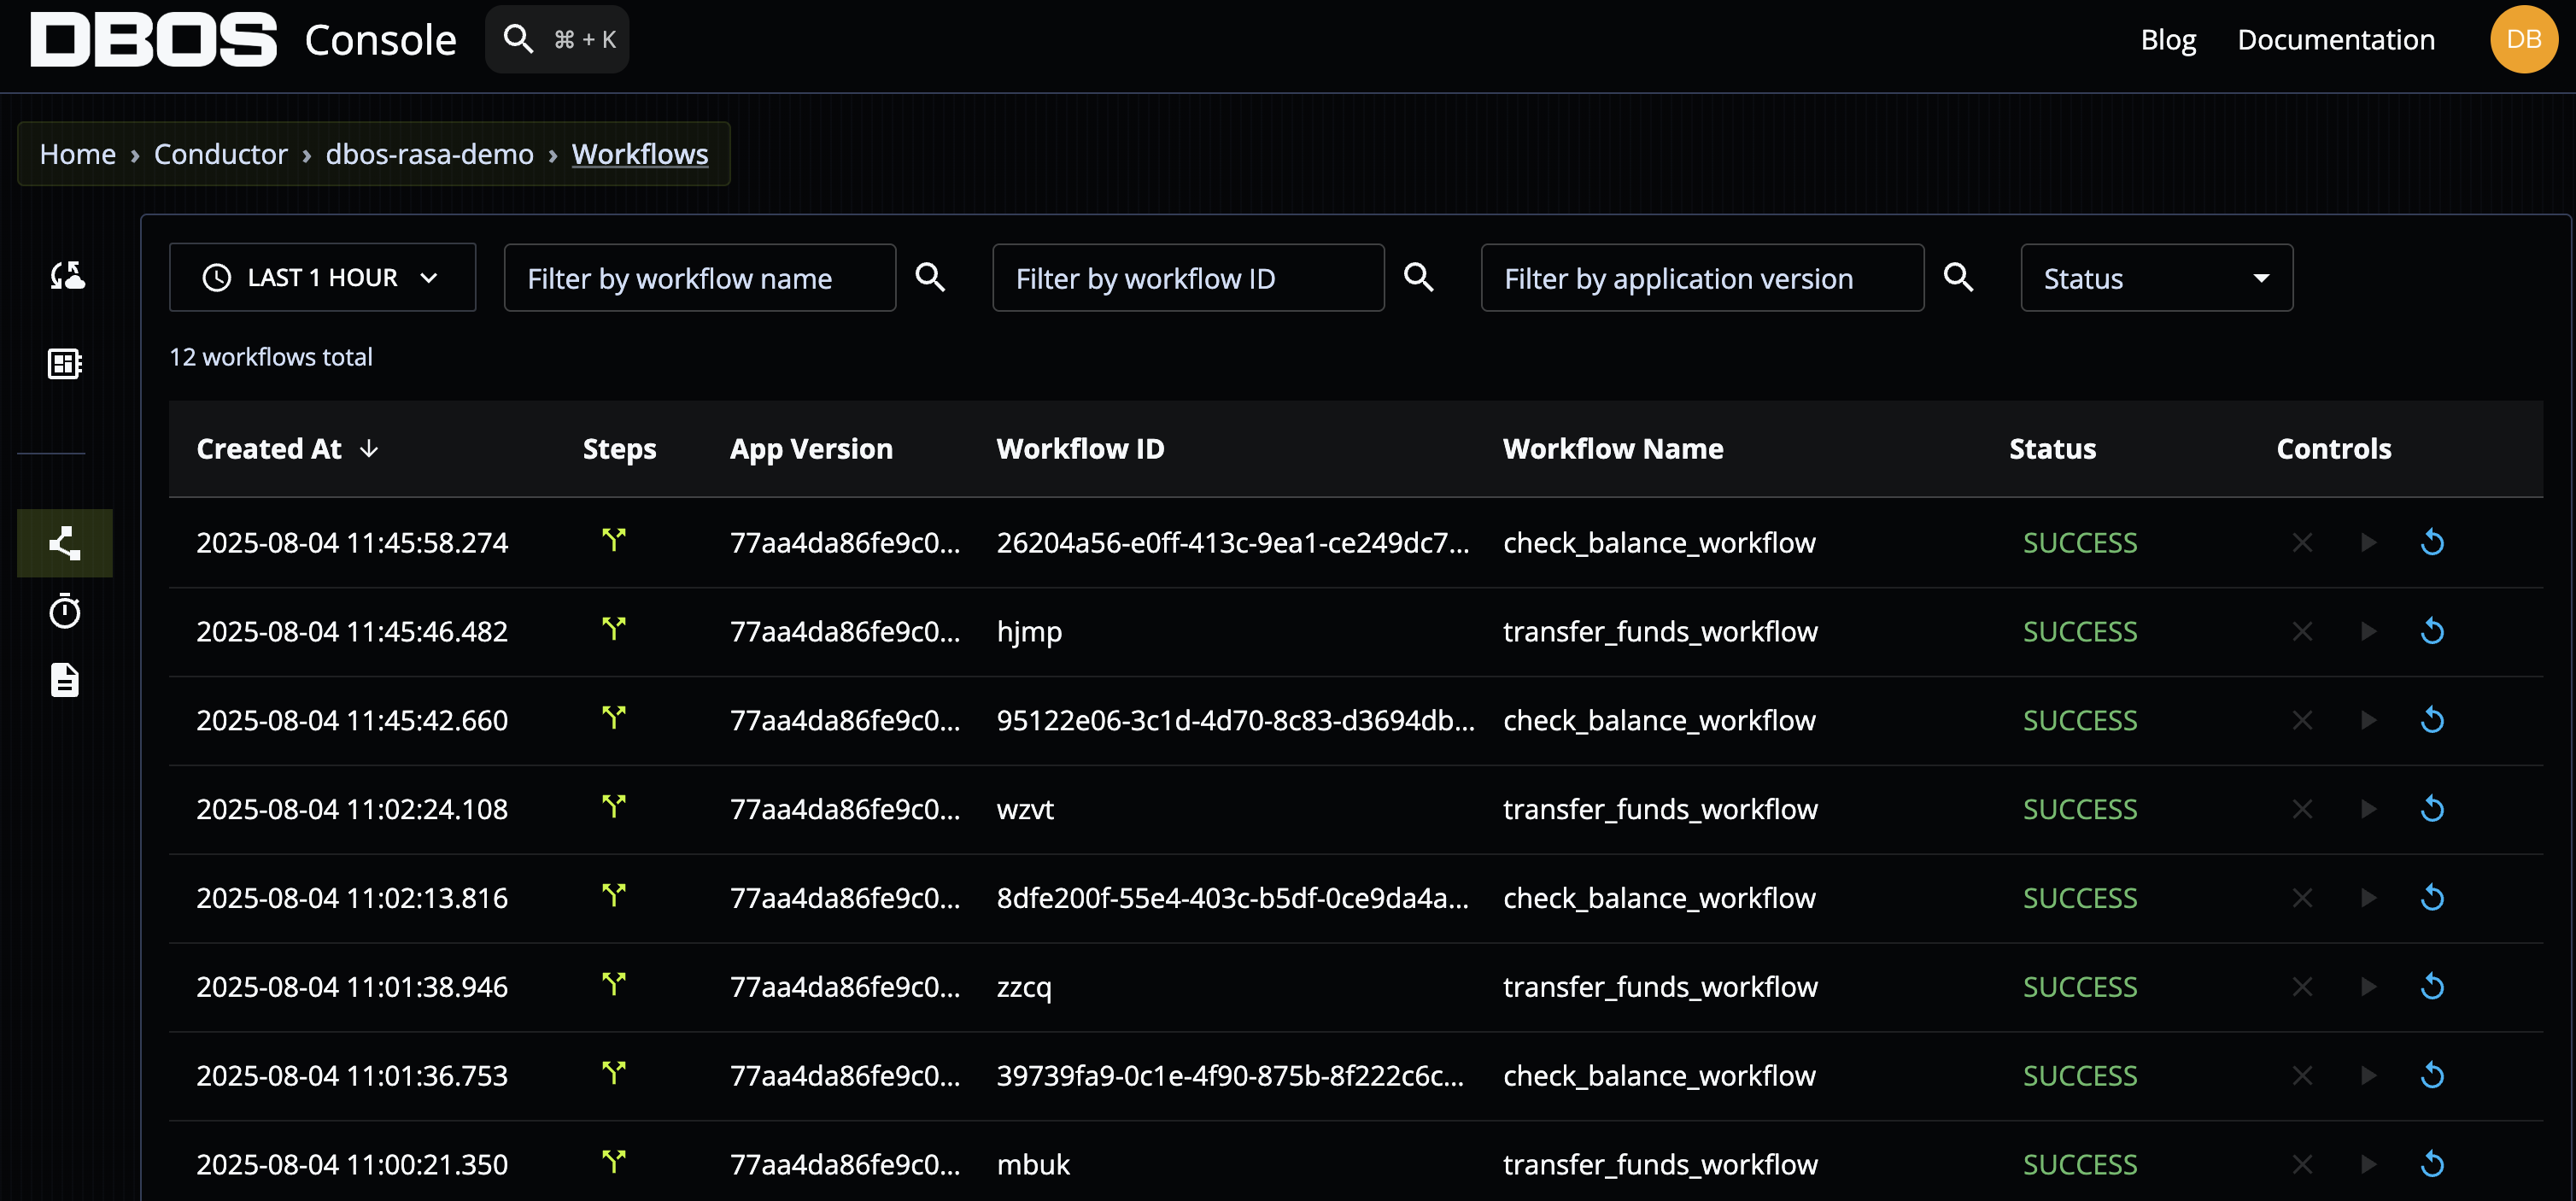 DBOS Console ⌘ + K Blog Documentation DB
Home › Conductor › dbos-rasa-demo › Workflows
LAST 1 HOUR Filter by workflow name Filter by workflow ID Filter by application version Status
12 workflows total
Created At ↓ Steps App Version Workflow ID Workflow Name Status Controls
2025-08-04 11:45:58.274 77aa4da86fe9c0... 26204a56-e0ff-413c-9ea1-ce249dc7... check_balance_workflow SUCCESS
2025-08-04 11:45:46.482 77aa4da86fe9c0... hjmp transfer_funds_workflow SUCCESS
2025-08-04 11:45:42.660 77aa4da86fe9c0... 95122e06-3c1d-4d70-8c83-d3694db... check_balance_workflow SUCCESS
2025-08-04 11:02:24.108 77aa4da86fe9c0... wzvt transfer_funds_workflow SUCCESS
2025-08-04 11:02:13.816 77aa4da86fe9c0... 8dfe200f-55e4-403c-b5df-0ce9da4a... check_balance_workflow SUCCESS
2025-08-04 11:01:38.946 77aa4da86fe9c0... zzcq transfer_funds_workflow SUCCESS
2025-08-04 11:01:36.753 77aa4da86fe9c0... 39739fa9-0c1e-4f90-875b-8f222c6c... check_balance_workflow SUCCESS
2025-08-04 11:00:21.350 77aa4da86fe9c0... mbuk transfer_funds_workflow SUCCESS